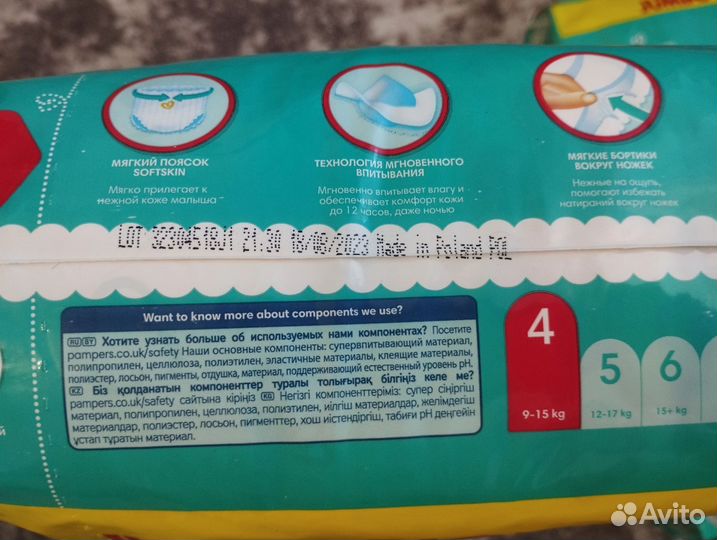 МЯГКИЙ ПОЯСОК
SOFTSKIN
Мягко прилегает к
нежной коже малыша
ТЕХНОЛОГИЯ МГНОВЕННОГО
ВПИТЫВАНИЯ
Мгновенно впитывает влагу и
обеспечивает комфорт кожи
до 12 часов, даже ночью
МЯГКИЕ БОРТИКИ
ВОКРУГ НОЖЕК
Нежные на ощупь,
помогают избежать
натираний вокруг ножек
LOT 3230451801 21:30 18/08/2023 Made in Poland PGL
Want to know more about components we use?
RU BY Хотите узнать больше об используемых нами компонентах? Посетите
pampers.co.uk/safety Наши основные компоненты: супервпитывающий материал,
полипропилен, целлюлоза, полиэтилен, эластичные материалы, клеящие материалы,
полиэстер, лосьон, пигменты, отдушка, материал, поддерживающий естественный уровень pH.
KZ Біз қолданатын компоненттер туралы толығырақ білгіңіз келе ме?
pampers.co.uk/safety сайтына кіріңіз KG Негізгі компоненттеріміз: супер сіңіргіш
материал, полипропилен, целлюлоза, полиэтилен, иілгіш материалдар, желімдегіш
материалдар, полиэстер, лосьон, пигменттер, хош иістендіргіш, табиғи pH деңгейін
ұстап тұратын материал.
4
9-15 kg
5
12-17 kg
6
15+ kg
й
Avito